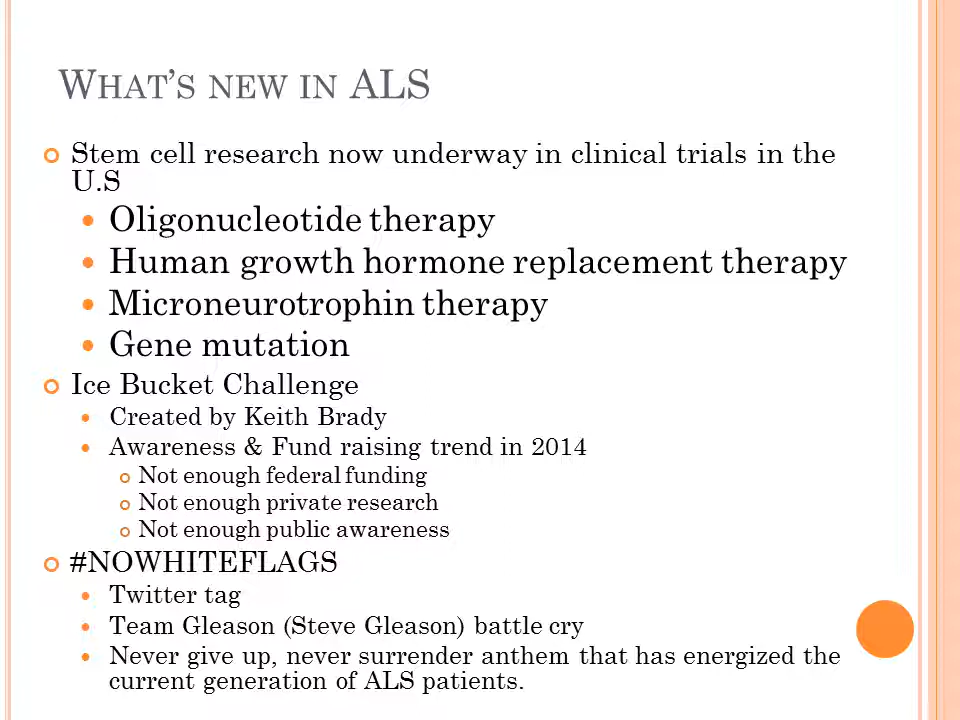 What's new in ALS
Stem cell research now underway in clinical trials in the
U.S
Oligonucleotide therapy
Human growth hormone replacement therapy
Microneurotrophin therapy
Gene mutation
Ice Bucket Challenge
Created by Keith Brady
Awareness & Fund raising trend in 2014
Not enough federal funding
Not enough private research
Not enough public awareness
#NOWHITEFLAGS
Twitter tag
Team Gleason (Steve Gleason) battle cry
Never give up, never surrender anthem that has energized the
current generation of ALS patients.